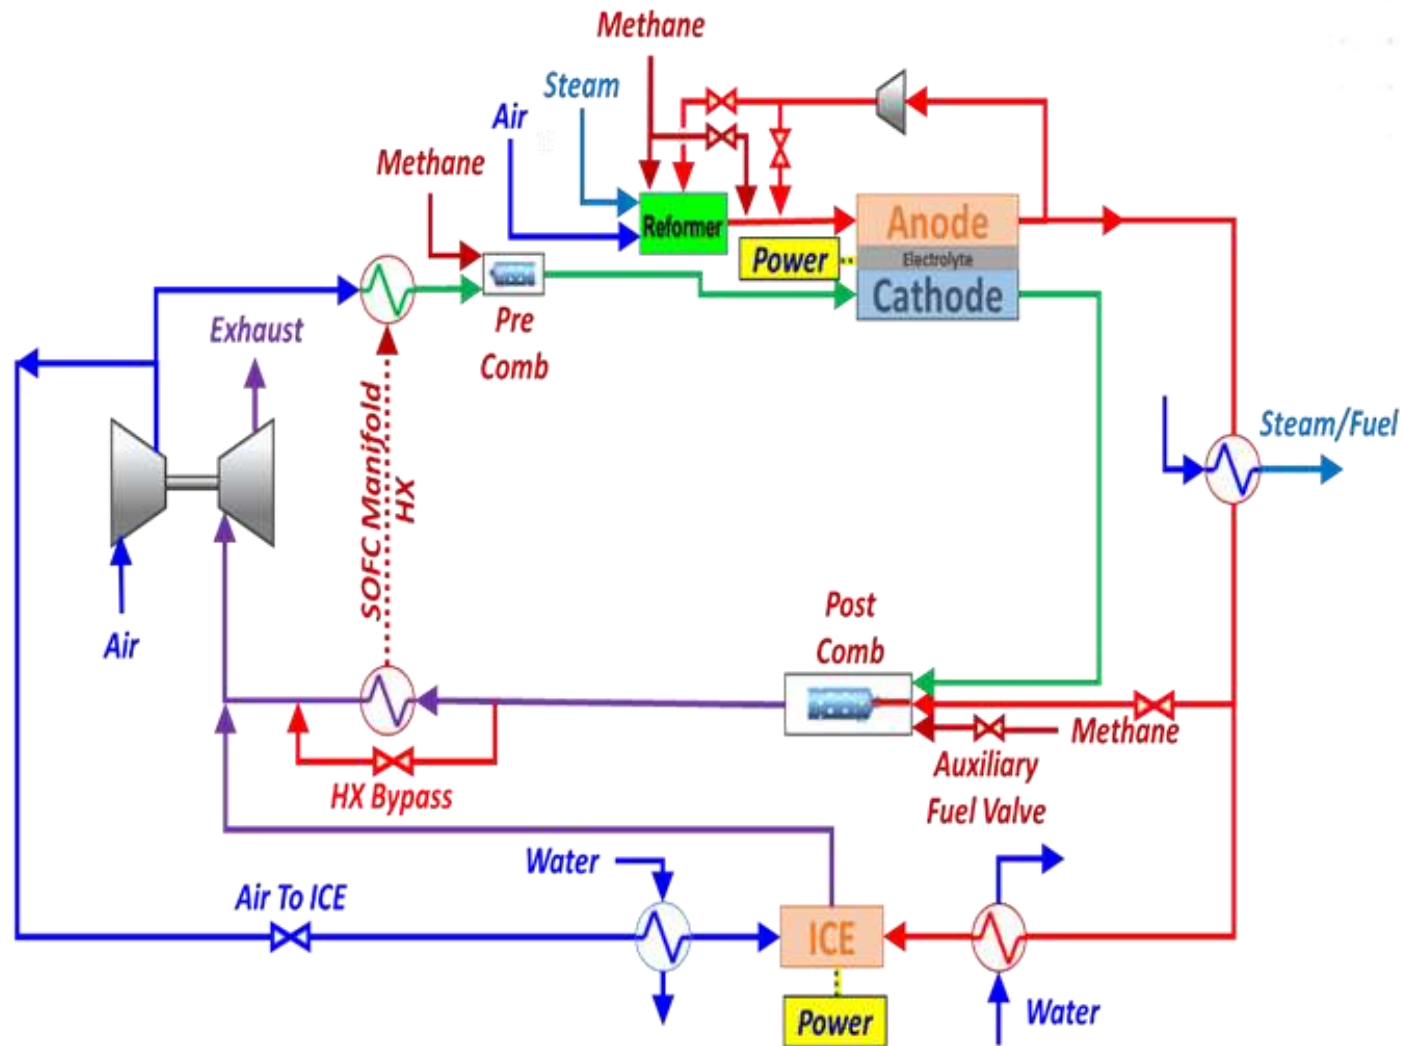 Methane
Steam
Air
Methane
Reformer
Anode
Electrolyte
Cathode
Power
Pre
Comb
Exhaust
SOFC Manifold
HX
Steam/Fuel
Air
Post
Comb
Methane
Auxiliary
Fuel Valve
HX Bypass
Water
Air To ICE
ICE
Power
Water